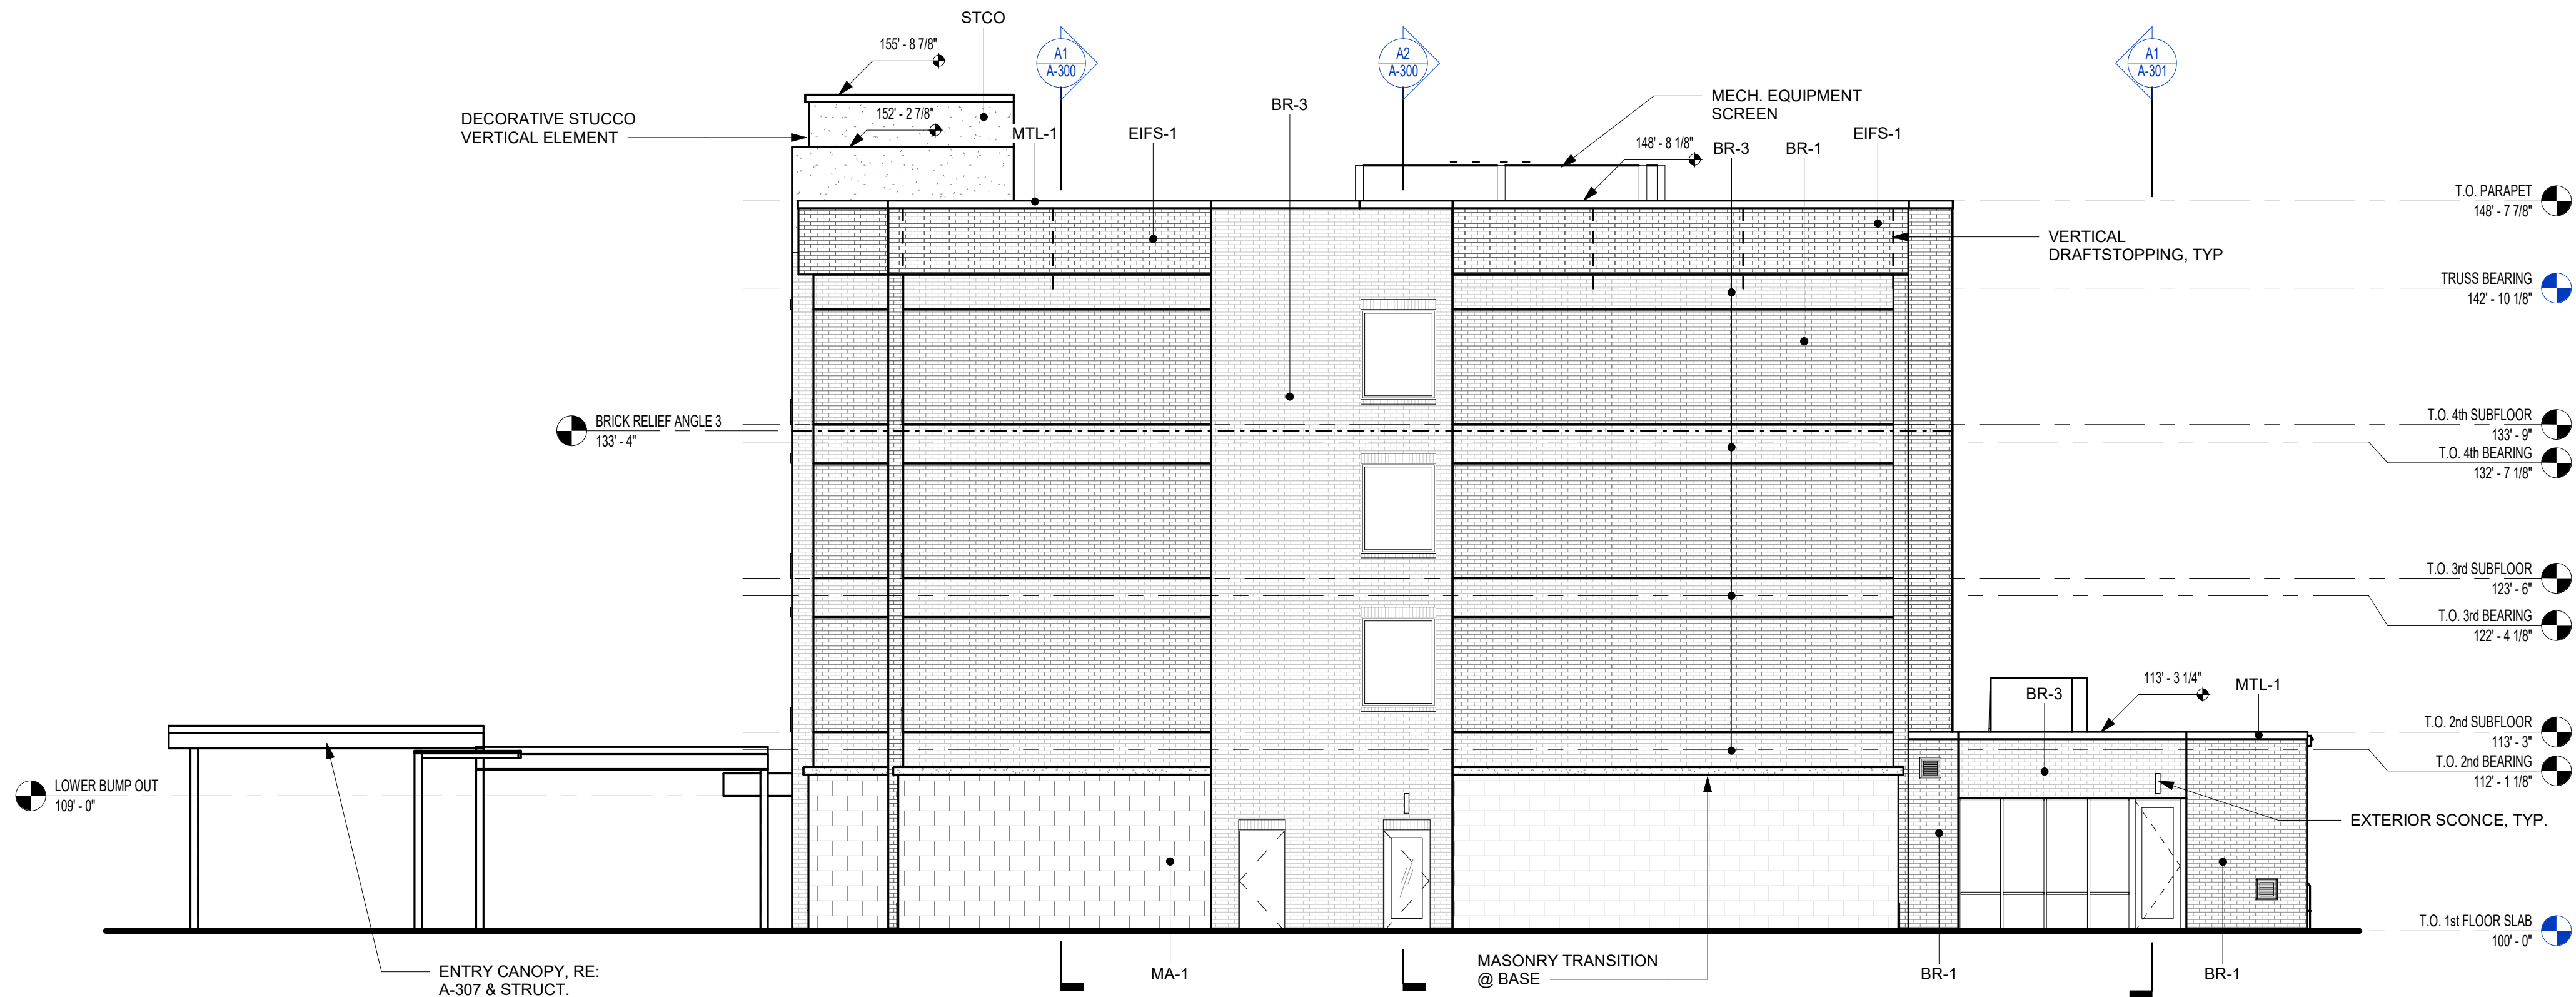 STCO
155' - 8 7/8"
A1
A-300
A2
A-300
A1
A-301
DECORATIVE STUCCO
VERTICAL ELEMENT
152' - 2 7/8"
MTL-1
EIFS-1
BR-3
MECH. EQUIPMENT
SCREEN
148' - 8 1/8"
BR-3
BR-1
EIFS-1
T.O. PARAPET
148' - 7 7/8"
VERTICAL
DRAFTSTOPPING, TYP
TRUSS BEARING
142' - 10 1/8"
BRICK RELIEF ANGLE 3
133' - 4"
T.O. 4th SUBFLOOR
133' - 9"
T.O. 4th BEARING
132' - 7 1/8"
T.O. 3rd SUBFLOOR
123' - 6"
T.O. 3rd BEARING
122' - 4 1/8"
BR-3
113' - 3 1/4"
MTL-1
T.O. 2nd SUBFLOOR
113' - 3"
T.O. 2nd BEARING
112' - 1 1/8"
LOWER BUMP OUT
109' - 0"
EXTERIOR SCONCE, TYP.
T.O. 1st FLOOR SLAB
100' - 0"
ENTRY CANOPY, RE:
A-307 & STRUCT.
MA-1
MASONRY TRANSITION
@ BASE
BR-1
BR-1